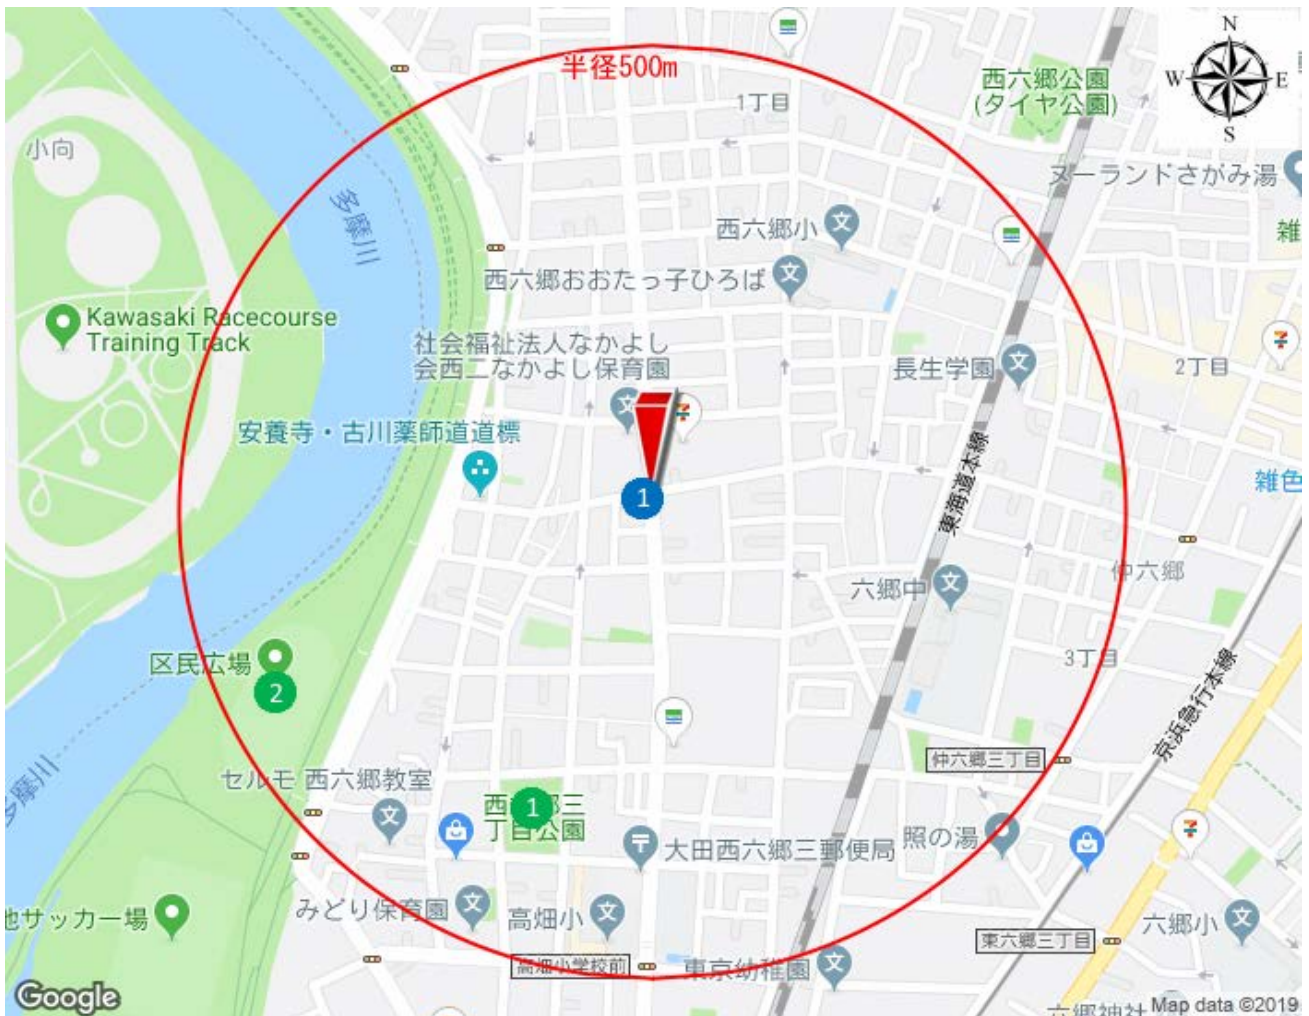 半径500m
西六郷公園
(タイヤ公園)
N
W
E
S
1丁目
小向
多摩川
ヌーランドさがみ湯
西六郷小
雑
西六郷おおたっ子ひろば
Kawasaki Racecourse
Training Track
社会福祉法人なかよし
会西二なかよし保育園
長生学園
2丁目
安養寺・古川薬師道道標
東海道本線
雑色
1
仲六郷
六郷中
区民広場
2
3丁目
京浜急行本線
仲六郷三丁目
多摩川
セルモ 西六郷教室
1
丁目公園
大田西六郷三郵便局
照の湯
地サッカー場
みどり保育園
高畑小
六郷小
東六郷三丁目
高畑小学校前
東京幼稚園
六郷神社
Google
Map data ©2019